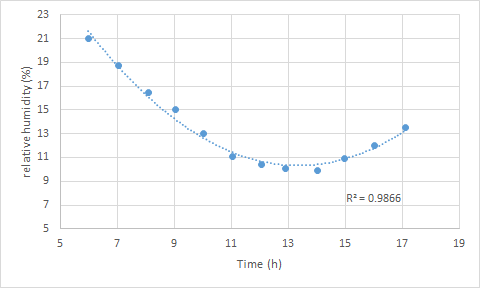 23
21
19
17
15
13
11
9
7
5
relative humidity (%)
R² = 0.9866
5 7 9 11 13 15 17 19
Time (h)